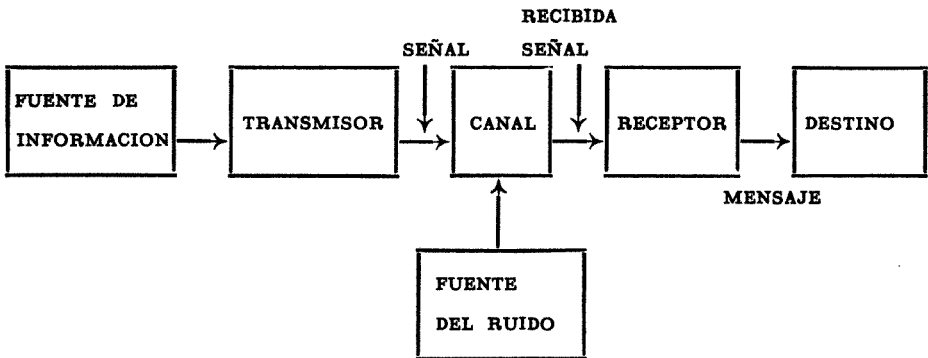 RECIBIDA
SEÑAL
SEÑAL
FUENTE DE
INFORMACION
TRANSMISOR
CANAL
RECEPTOR
DESTINO
MENSAJE
FUENTE
DEL RUIDO